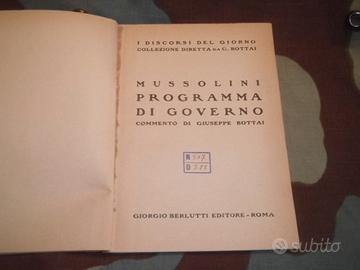 I DISCORSI DEL GIORNO
COLLEZIONE DIRETTA DA G. BOTTAI
MUSSOLINI
PROGRAMMA
DI GOVERNO
COMMENTO DI GIUSEPPE BOTTAI
R
D
GIORGIO BERLUTTI EDITORE - ROMA
subito